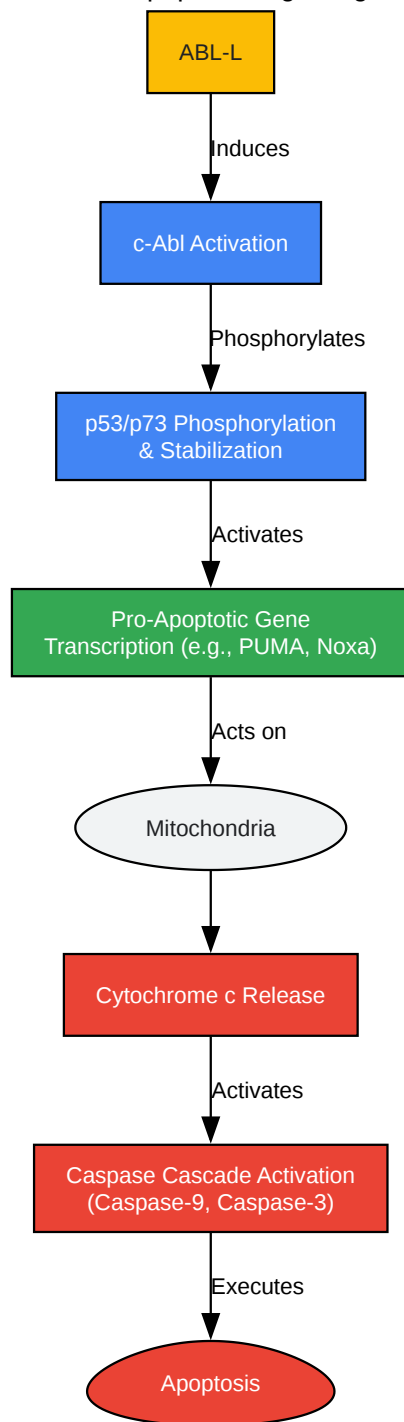 ABL-L
Induces
c-Abl Activation
Phosphorylates
p53/p73 Phosphorylation
& Stabilization
Activates
Pro-Apoptotic Gene
Transcription (e.g., PUMA, Noxa)
Acts on
Mitochondria
Cytochrome c Release
Activates
Caspase Cascade Activation
(Caspase-9, Caspase-3)
Executes
Apoptosis